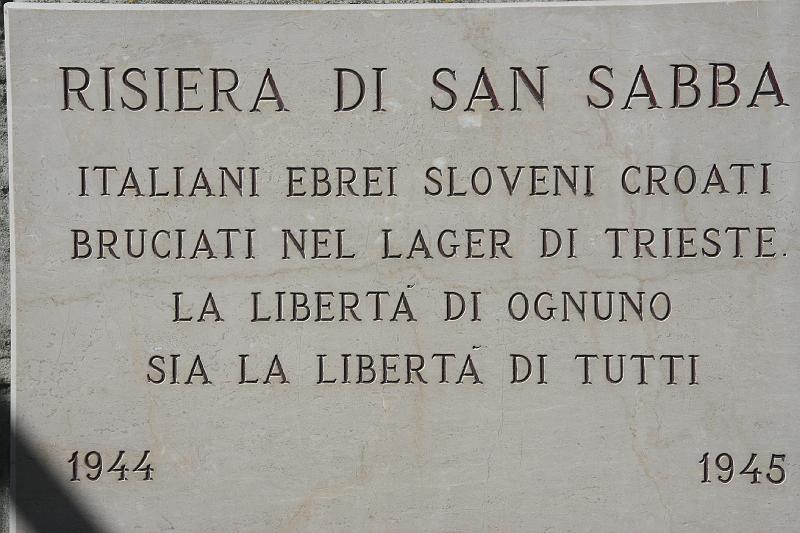 RISIERA DI SAN SABBA
ITALIANI EBREI SLOVENI CROATI
BRUCIATI NEL LAGER DI TRIESTE.
LA LIBERTÀ DI OGNUNO
SIA LA LIBERTÀ DI TUTTI
1944 1945